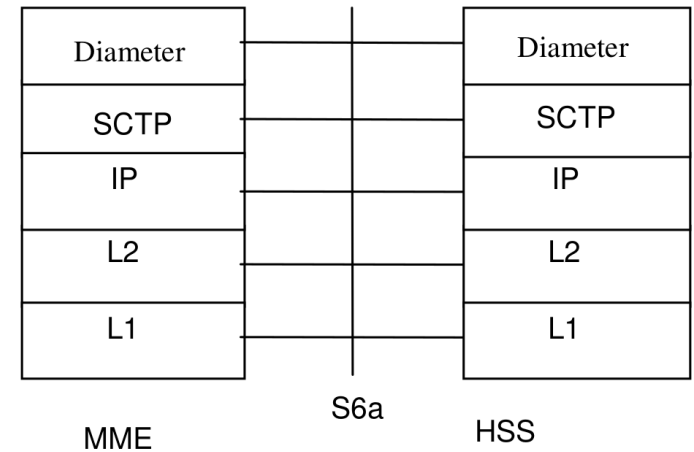 Diameter
SCTP
IP
L2
L1
MME
S6a
Diameter
SCTP
IP
L2
L1
HSS